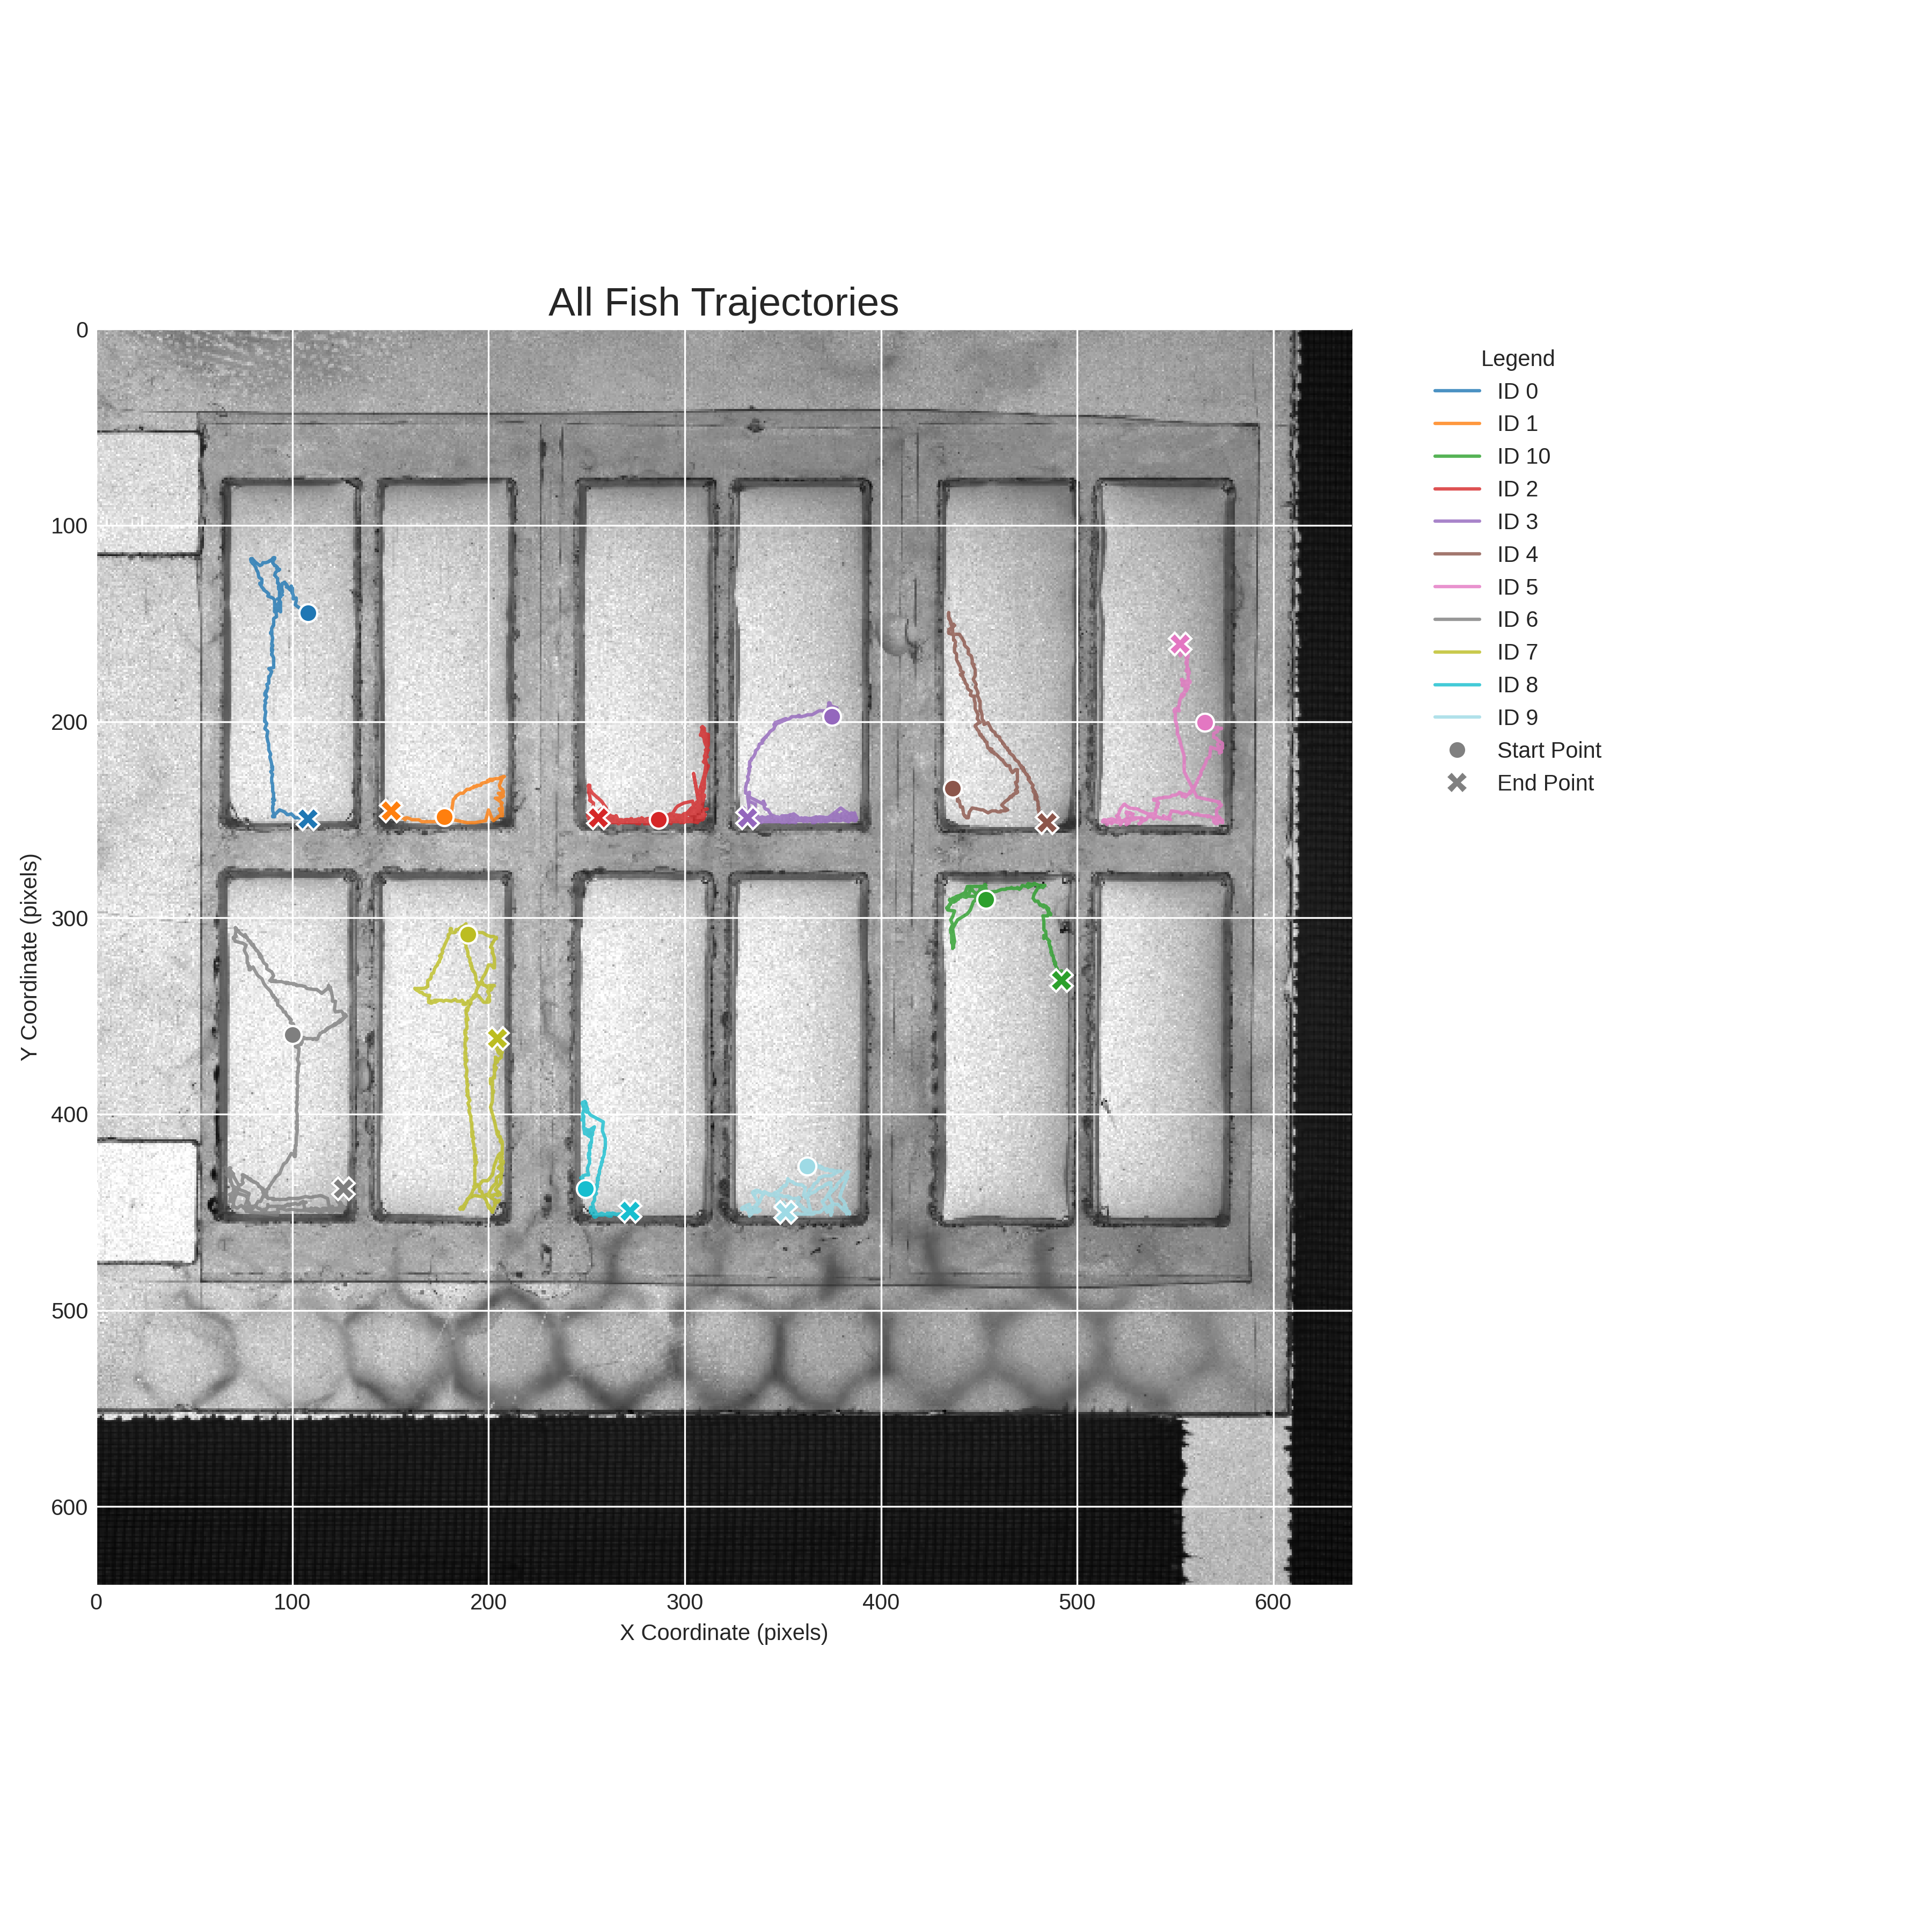 All Fish Trajectories
0
100
200
300
400
500
600
Y Coordinate (pixels)
0 100 200 300 400 500 600
X Coordinate (pixels)
Legend
ID 0
ID 1
ID 10
ID 2
ID 3
ID 4
ID 5
ID 6
ID 7
ID 8
ID 9
Start Point
End Point